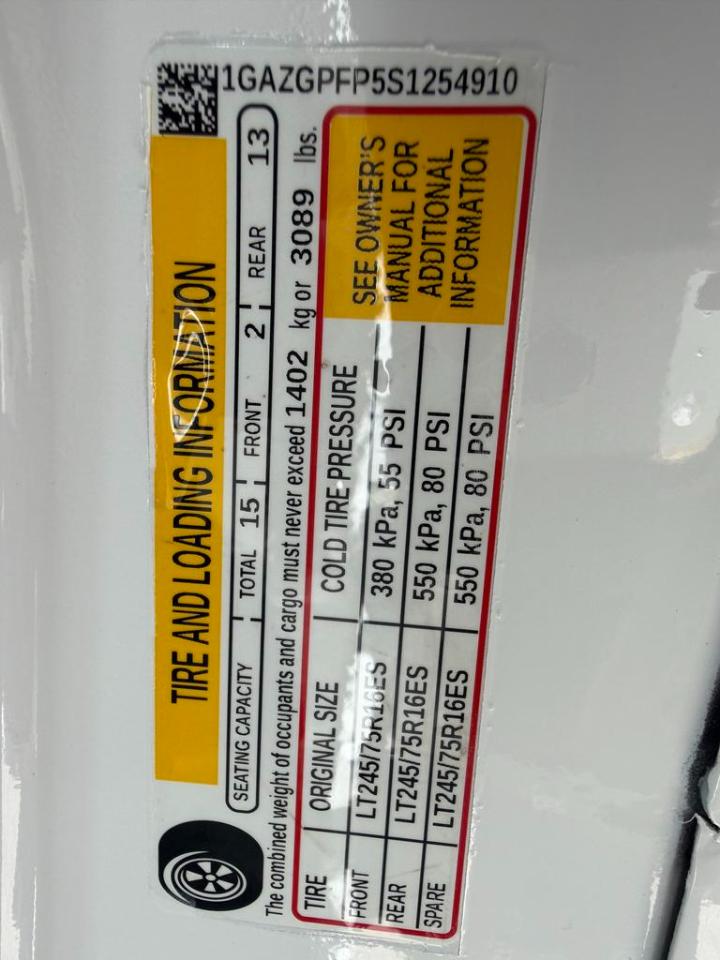 1GAZGPFP5S1254910
TIRE AND LOADING INFORMATION
SEATING CAPACITY TOTAL 15 FRONT 2 REAR 13
The combined weight of occupants and cargo must never exceed 1402 kg or 3089 lbs.
TIRE ORIGINAL SIZE COLD TIRE PRESSURE
FRONT LT245/75R16ES 380 kPa, 55 PSI
REAR LT245/75R16ES 550 kPa, 80 PSI
SPARE LT245/75R16ES 550 kPa, 80 PSI
SEE OWNER'S
MANUAL FOR
ADDITIONAL
INFORMATION